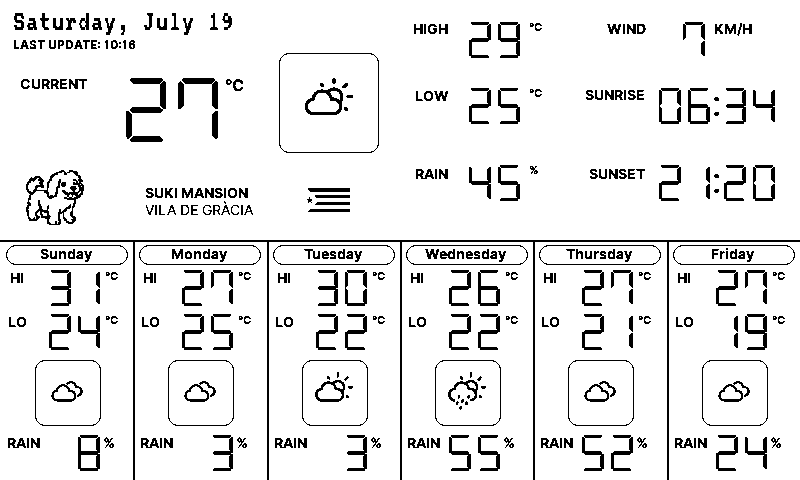 Saturday, July 19
LAST UPDATE: 10:16
CURRENT 27 °C
SUKI MANSION
VILA DE GRÀCIA
HIGH 29 °C
LOW 25 °C
RAIN 45 %
WIND 7 KM/H
SUNRISE 06:34
SUNSET 21:20
Sunday
HI 31 °C
LO 24 °C
RAIN 8 %
Monday
HI 27 °C
LO 25 °C
RAIN 3 %
Tuesday
HI 30 °C
LO 22 °C
RAIN 3 %
Wednesday
HI 26 °C
LO 22 °C
RAIN 55 %
Thursday
HI 27 °C
LO 21 °C
RAIN 52 %
Friday
HI 27 °C
LO 19 °C
RAIN 24 %